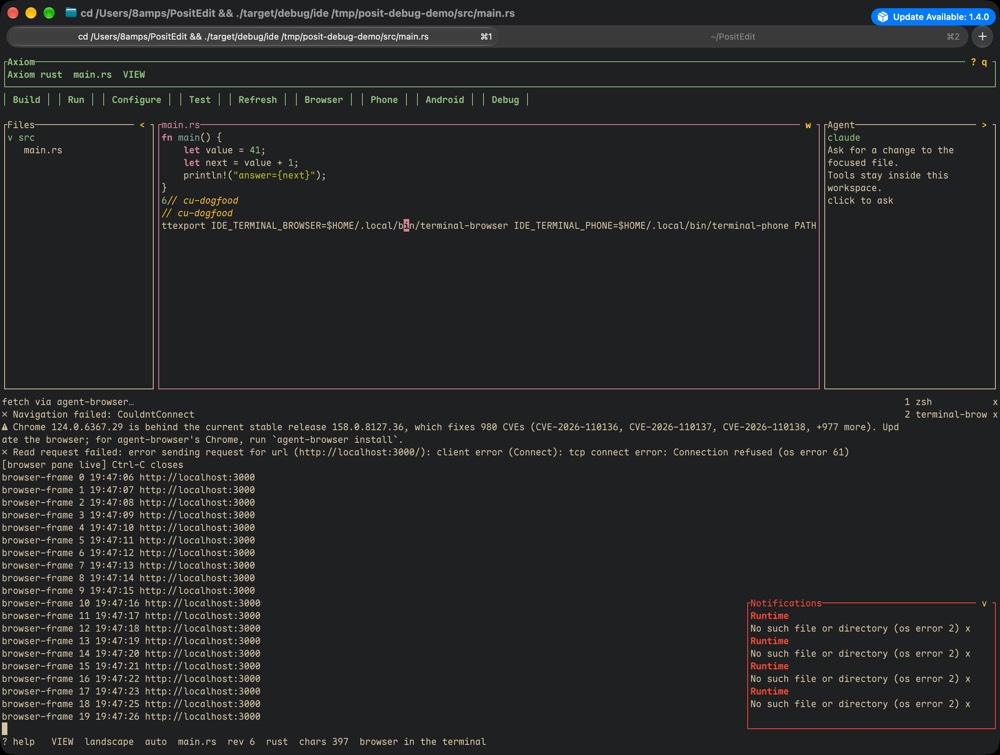 cd /Users/8amps/PositEdit && ./target/debug/ide /tmp/posit-debug-demo/src/main.rs
Update Available: 1.4.0
cd /Users/8amps/PositEdit && ./target/debug/ide /tmp/posit-debug-demo/src/main.rs ⌘1
~/PositEdit ⌘2 +
Axiom ? q
Axiom rust main.rs VIEW
Build | Run | Configure | Test | Refresh | Browser | Phone | Android | Debug
Files <
v src
main.rs
main.rs w
fn main() {
let value = 41;
let next = value + 1;
println!("answer={next}");
}
6// cu-dogfood
// cu-dogfood
ttexport IDE_TERMINAL_BROWSER=$HOME/.local/bin/terminal-browser IDE_TERMINAL_PHONE=$HOME/.local/bin/terminal-phone PATH
Agent >
claude
Ask for a change to the
focused file.
Tools stay inside this
workspace.
click to ask
fetch via agent-browser…
1 zsh x
× Navigation failed: CouldntConnect
2 terminal-brow x
⚠ Chrome 124.0.6367.29 is behind the current stable release 158.0.8127.36, which fixes 980 CVEs (CVE-2026-110136, CVE-2026-110137, CVE-2026-110138, +977 more). Upd
ate the browser; for agent-browser's Chrome, run `agent-browser install`.
× Read request failed: error sending request for url (http://localhost:3000/): client error (Connect): tcp connect error: Connection refused (os error 61)
[browser pane live] Ctrl-C closes
browser-frame 0 19:47:06 http://localhost:3000
browser-frame 1 19:47:07 http://localhost:3000
browser-frame 2 19:47:08 http://localhost:3000
browser-frame 3 19:47:09 http://localhost:3000
browser-frame 4 19:47:10 http://localhost:3000
browser-frame 5 19:47:11 http://localhost:3000
browser-frame 6 19:47:12 http://localhost:3000
browser-frame 7 19:47:13 http://localhost:3000
browser-frame 8 19:47:14 http://localhost:3000
browser-frame 9 19:47:15 http://localhost:3000
browser-frame 10 19:47:16 http://localhost:3000
browser-frame 11 19:47:17 http://localhost:3000
browser-frame 12 19:47:18 http://localhost:3000
browser-frame 13 19:47:19 http://localhost:3000
browser-frame 14 19:47:20 http://localhost:3000
browser-frame 15 19:47:21 http://localhost:3000
browser-frame 16 19:47:22 http://localhost:3000
browser-frame 17 19:47:23 http://localhost:3000
browser-frame 18 19:47:25 http://localhost:3000
browser-frame 19 19:47:26 http://localhost:3000
Notifications v
Runtime
No such file or directory (os error 2) x
Runtime
No such file or directory (os error 2) x
Runtime
No such file or directory (os error 2) x
Runtime
No such file or directory (os error 2) x
? help VIEW landscape auto main.rs rev 6 rust chars 397 browser in the terminal